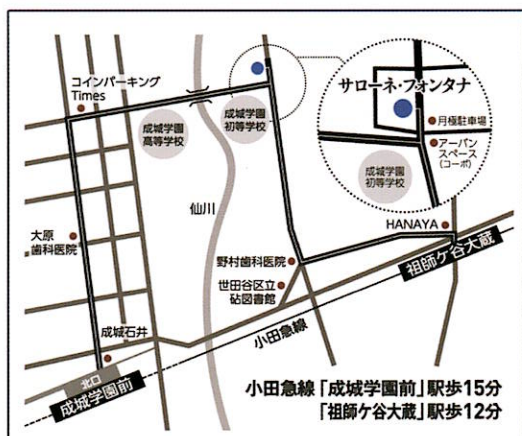 コインパーキング
Times
成城学園
高等学校
成城学園
初等学校
サローネ・フォンタナ
月極駐車場
アーバン
スペース
(コーポ)
成城学園
初等学校
大原
歯科医院
仙川
HANAYA
野村歯科医院
祖師ケ谷大蔵
世田谷区立
砧図書館
成城石井
小田急線
北口
成城学園前
小田急線「成城学園前」駅歩15分
「祖師ケ谷大蔵」駅歩12分